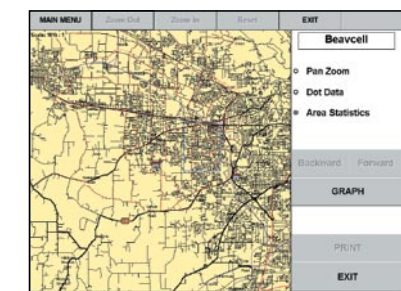 MAIN MENU
Zoom Out
Zoom In
Reset
EXIT
Beavcell
Pan Zoom
Dot Data
Area Statistics
Backward
Forward
GRAPH
PRINT
EXIT